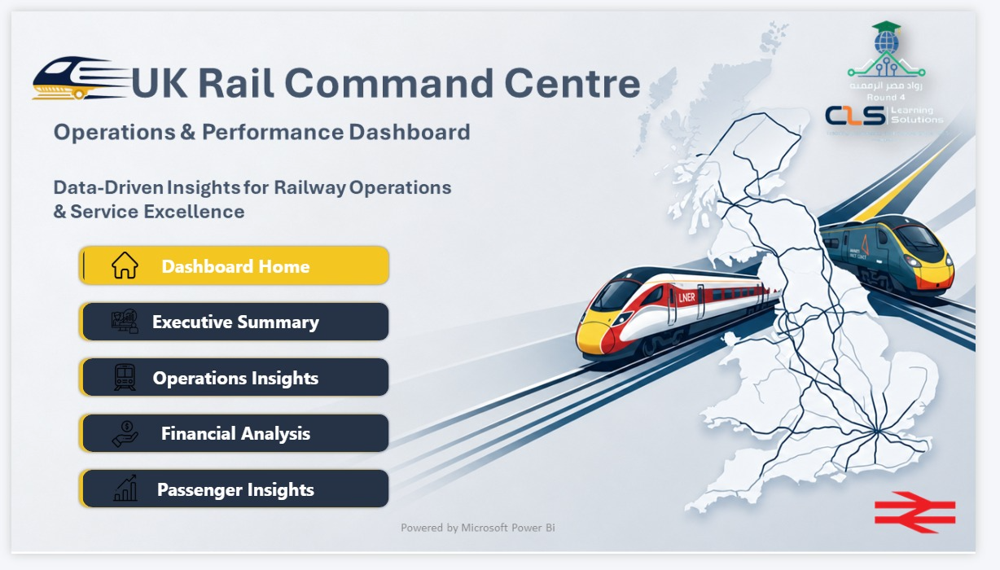 UK Rail Command Centre
Operations & Performance Dashboard
Data-Driven Insights for Railway Operations
& Service Excellence
Dashboard Home
Executive Summary
Operations Insights
Financial Analysis
Passenger Insights
Powered by Microsoft Power Bi
رواد مصر الرقمية
Round 4
CLS Learning
Solutions
LNER